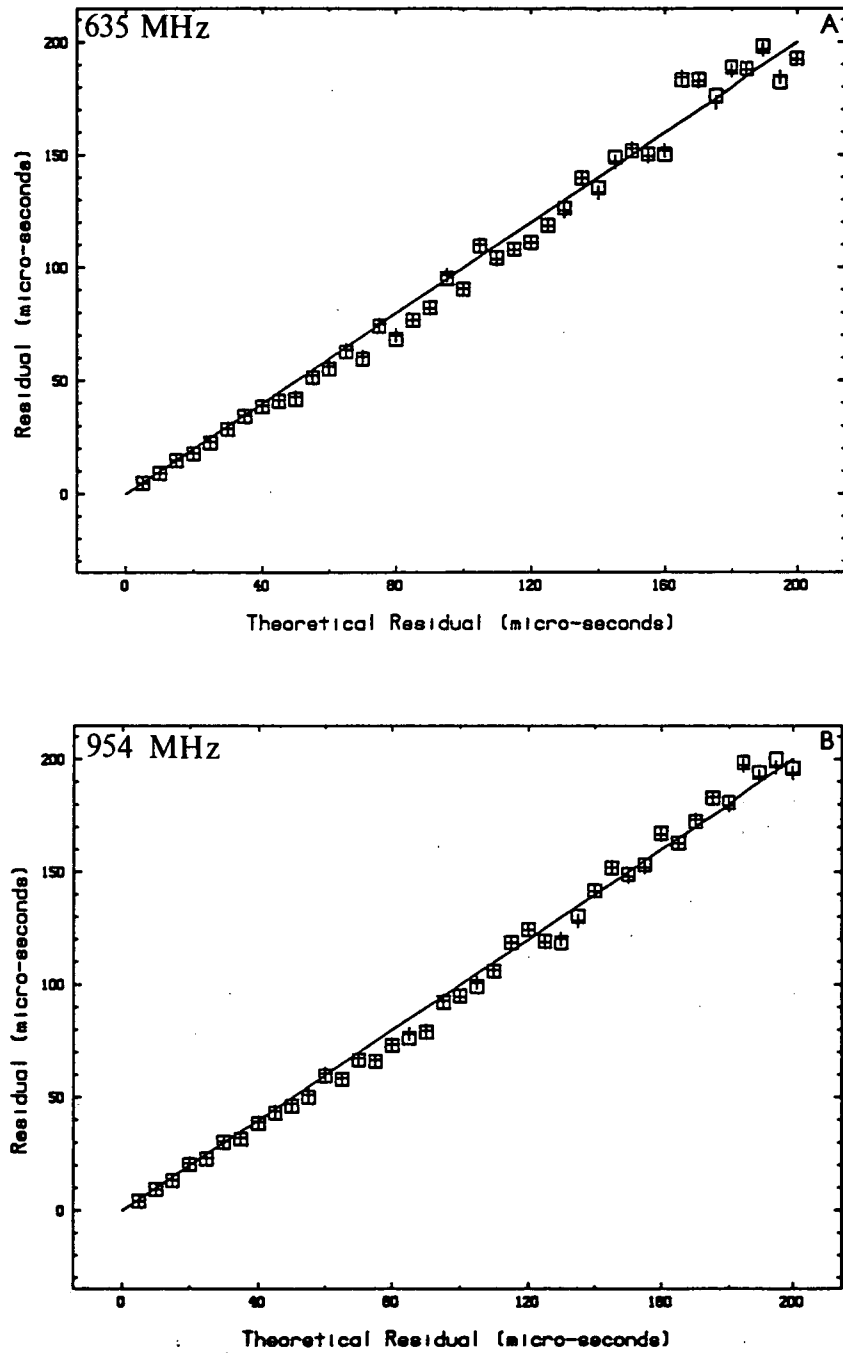 635 MHz
A
200
150
100
50
0
Residual (micro-seconds)
0 40 80 120 160 200
Theoretical Residual (micro-seconds)
954 MHz
B
200
150
100
50
0
Residual (micro-seconds)
0 40 80 120 160 200
Theoretical Residual (micro-seconds)